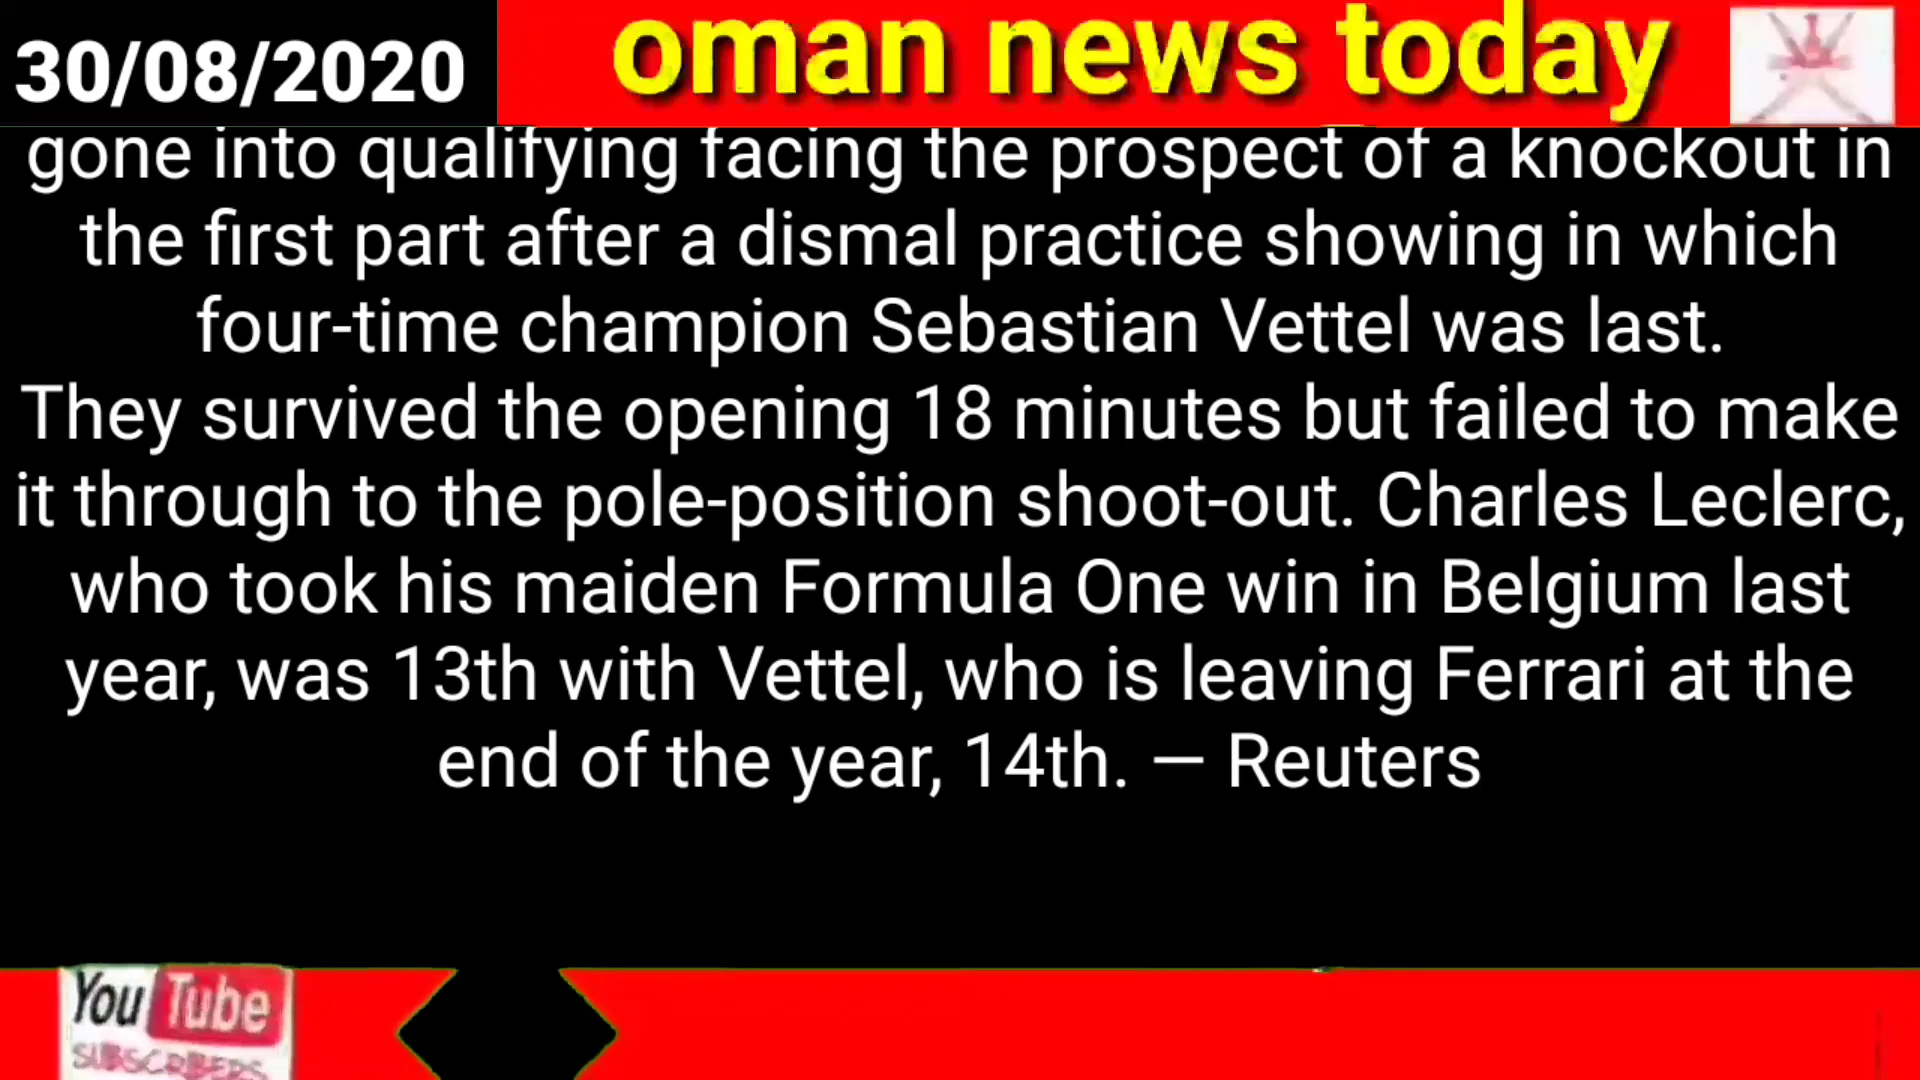 30/08/2020
oman news today
gone into qualifying facing the prospect of a knockout in
the first part after a dismal practice showing in which
four-time champion Sebastian Vettel was last.
They survived the opening 18 minutes but failed to make
it through to the pole-position shoot-out. Charles Leclerc,
who took his maiden Formula One win in Belgium last
year, was 13th with Vettel, who is leaving Ferrari at the
end of the year, 14th. — Reuters
YouTube
SUBSCRIBERS